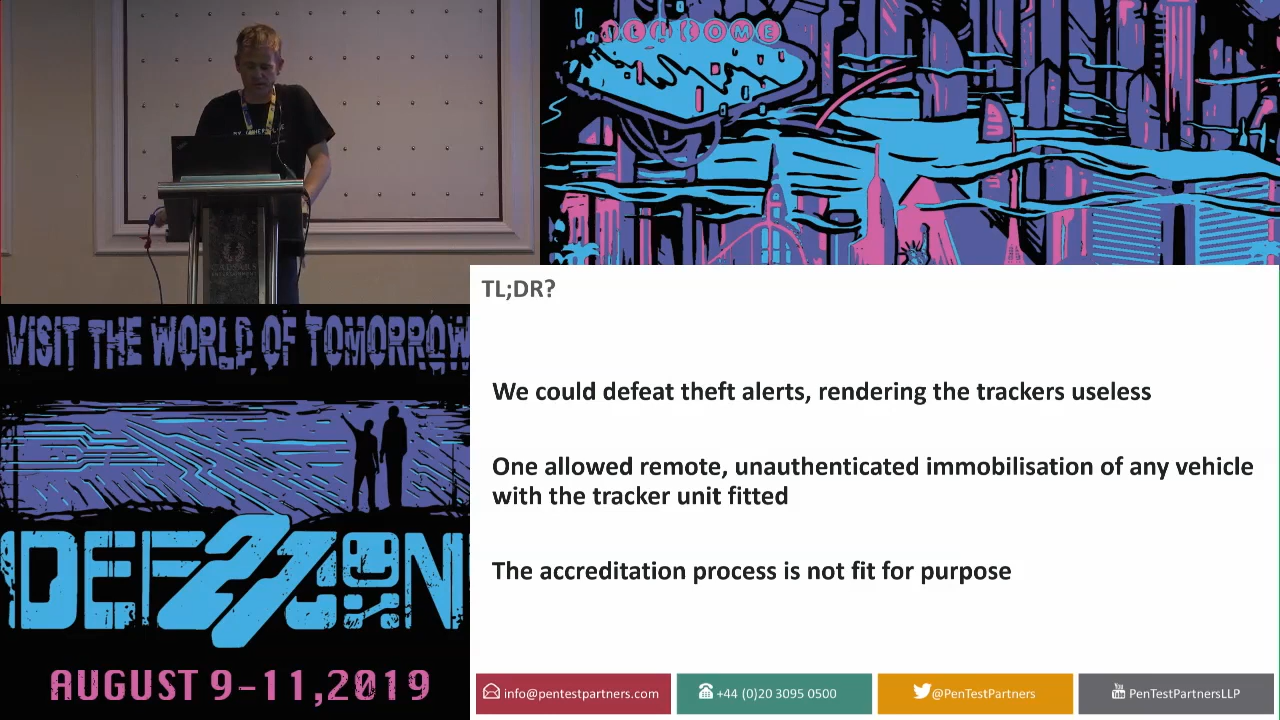 WELCOME
VISIT THE WORLD OF TOMORROW
DEF27CON
AUGUST 9-11,2019
TL;DR?
We could defeat theft alerts, rendering the trackers useless
One allowed remote, unauthenticated immobilisation of any vehicle
with the tracker unit fitted
The accreditation process is not fit for purpose
info@pentestpartners.com
+44 (0)20 3095 0500
@PenTestPartners
PenTestPartnersLLP